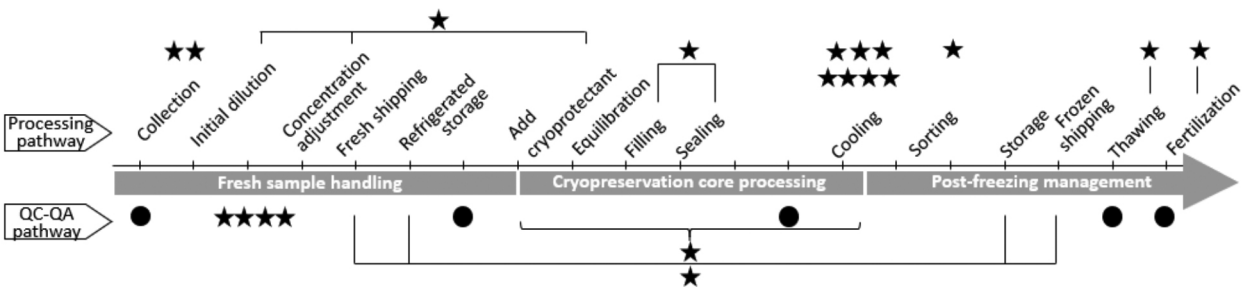 Processing
pathway
Collection
Initial dilution
Concentration
adjustment
Fresh shipping
Refrigerated
storage
Add
cryoprotectant
Equilibration
Filling
Sealing
Cooling
Sorting
Storage
Frozen
shipping
Thawing
Fertilization
Fresh sample handling
Cryopreservation core processing
Post-freezing management
QC-QA
pathway